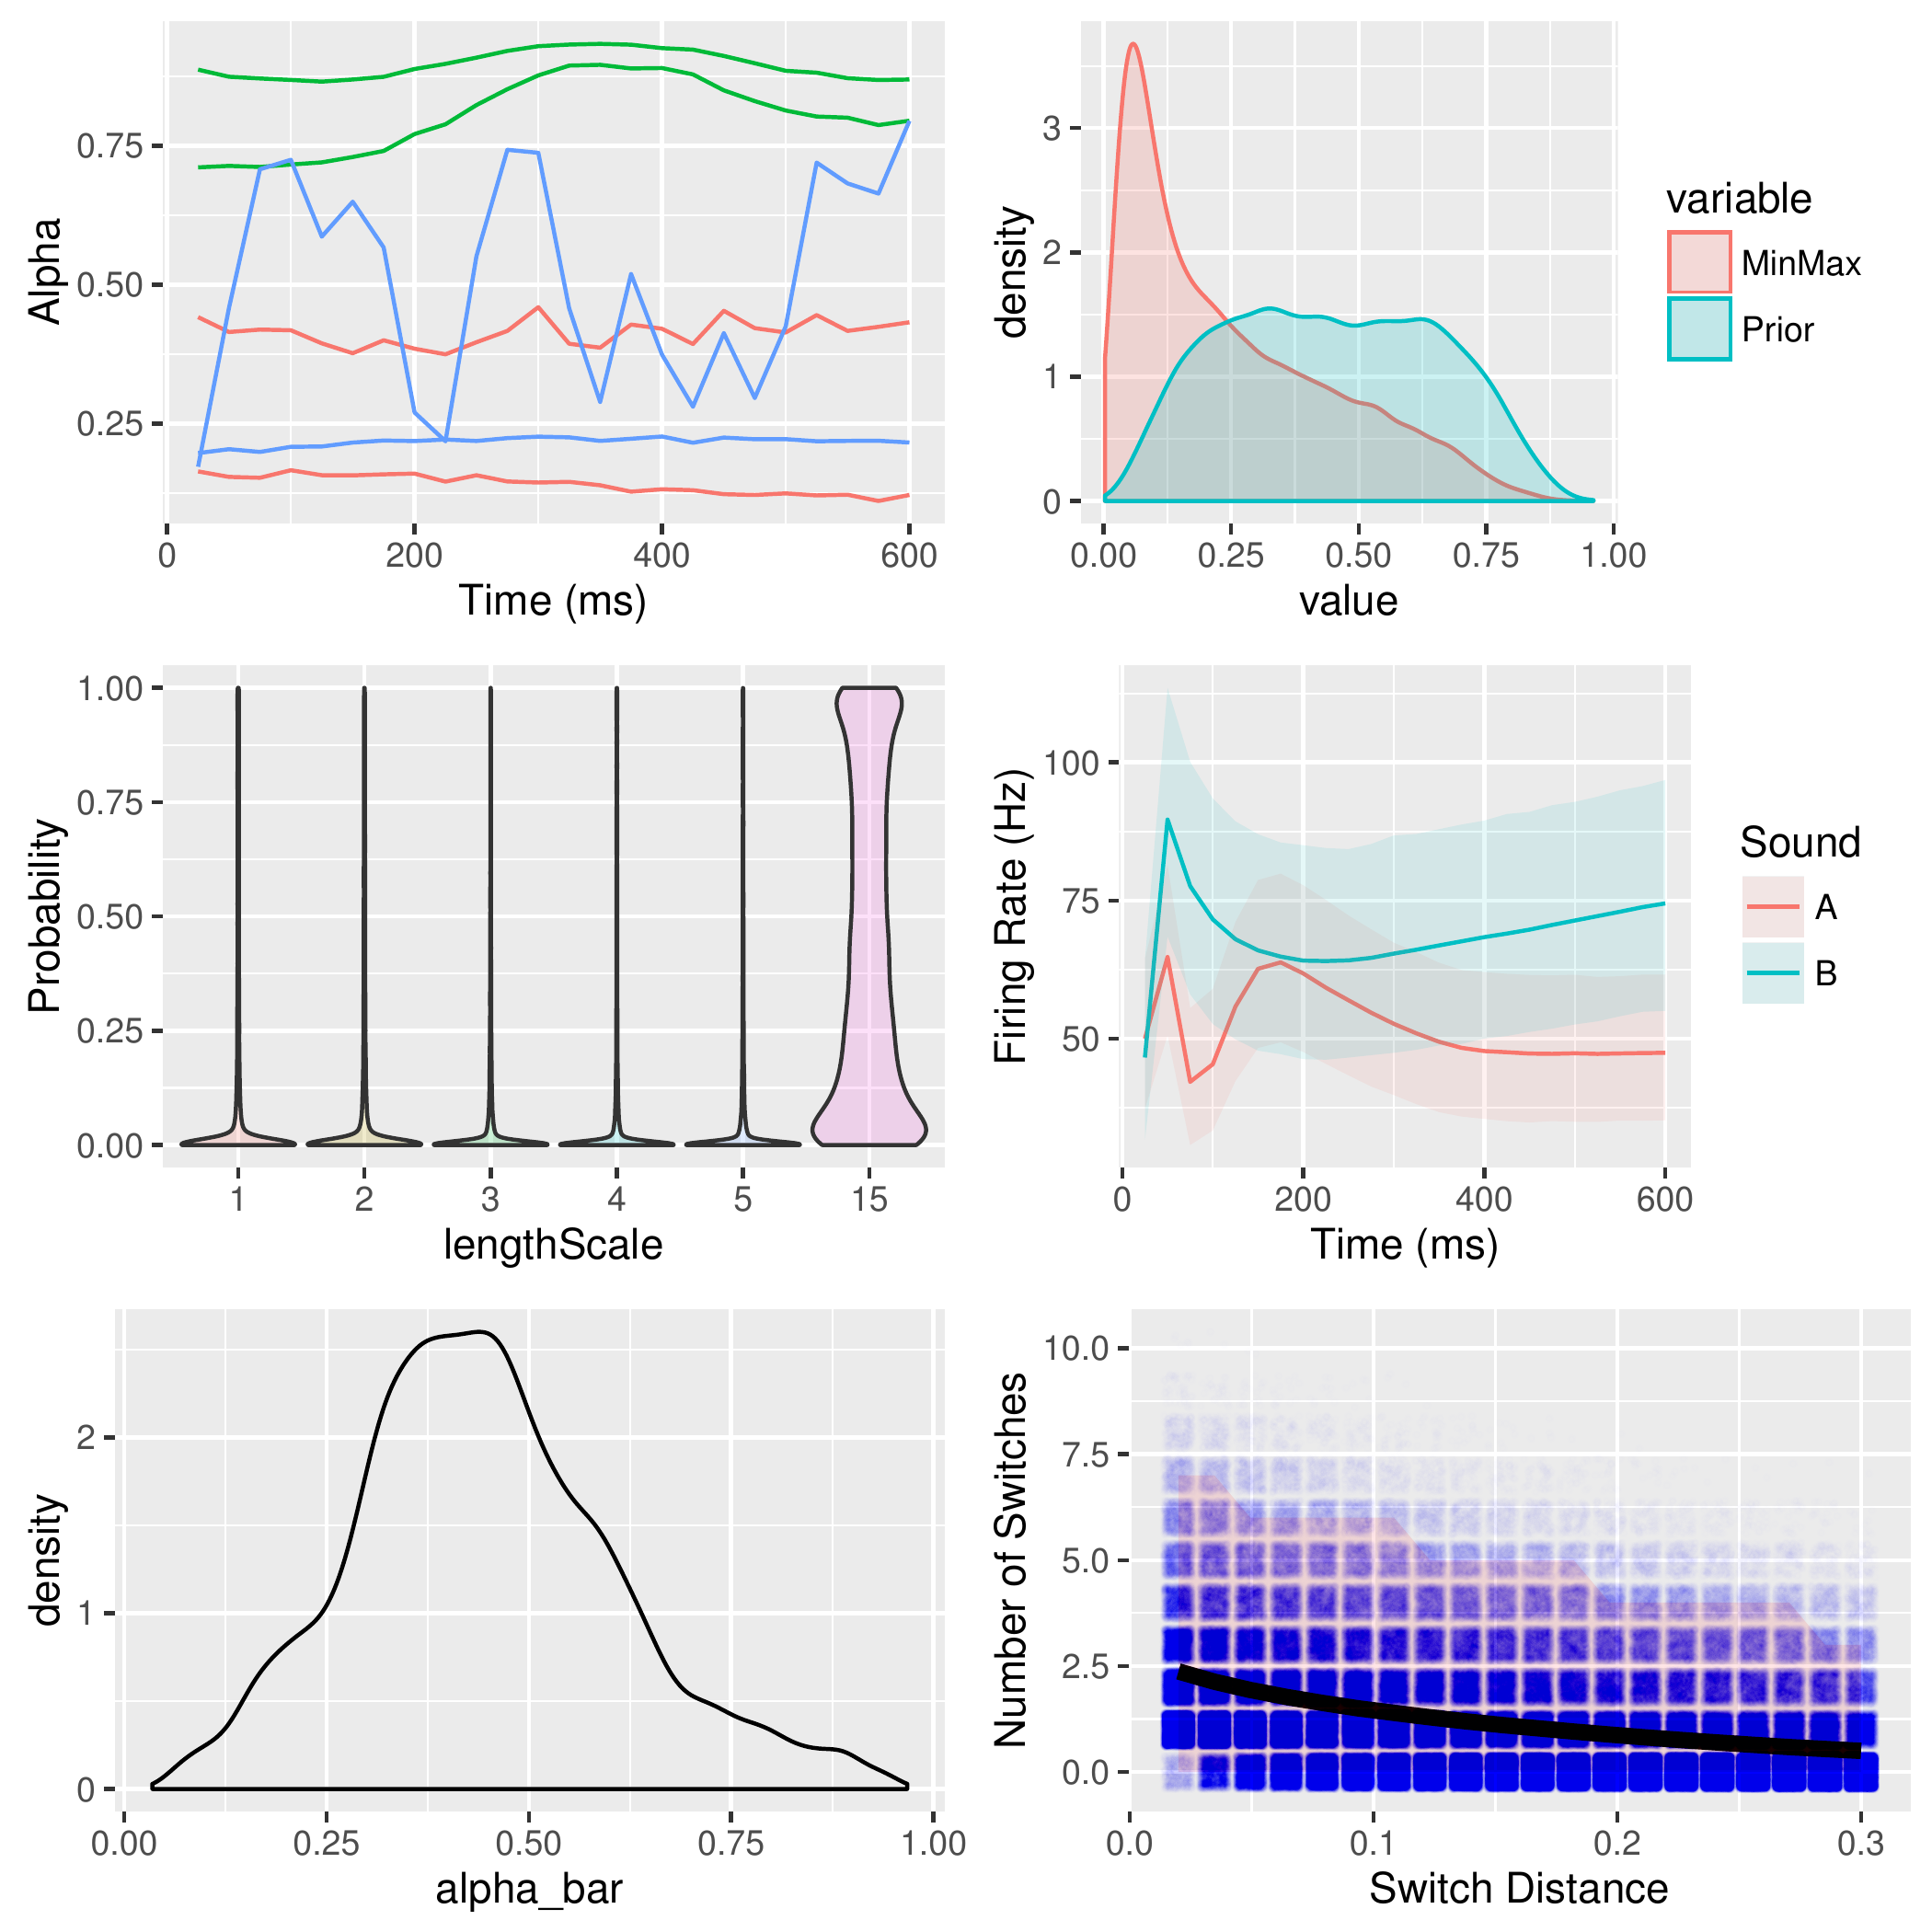 Alpha
0.75
0.50
0.25
0 200 400 600
Time (ms)
density
3
2
1
0
0.00 0.25 0.50 0.75 1.00
value
variable
MinMax
Prior
Probability
1.00
0.75
0.50
0.25
0.00
1 2 3 4 5 15
lengthScale
Firing Rate (Hz)
100
75
50
0 200 400 600
Time (ms)
Sound
A
B
density
2
1
0
0.00 0.25 0.50 0.75 1.00
alpha_bar
Number of Switches
10.0
7.5
5.0
2.5
0.0
0.0 0.1 0.2 0.3
Switch Distance